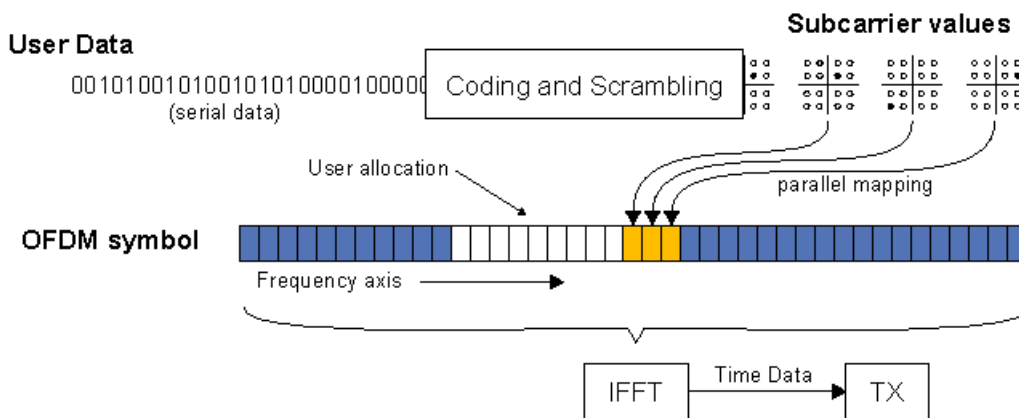 Subcarrier values
User Data
001010010100101010000100000
(serial data)
Coding and Scrambling
User allocation
parallel mapping
OFDM symbol
Frequency axis
IFFT
Time Data
TX